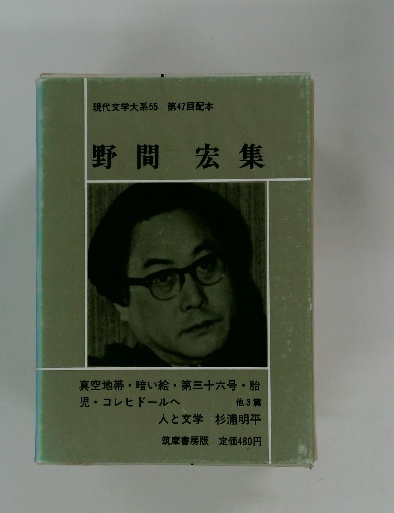 現代文学大系55 第47回配本
野間 宏集
真空地帯・暗い絵・第三十六号・胎
児・コレヒドールへ 他3篇
人と文学 杉浦明平
筑摩書房版 定価480円